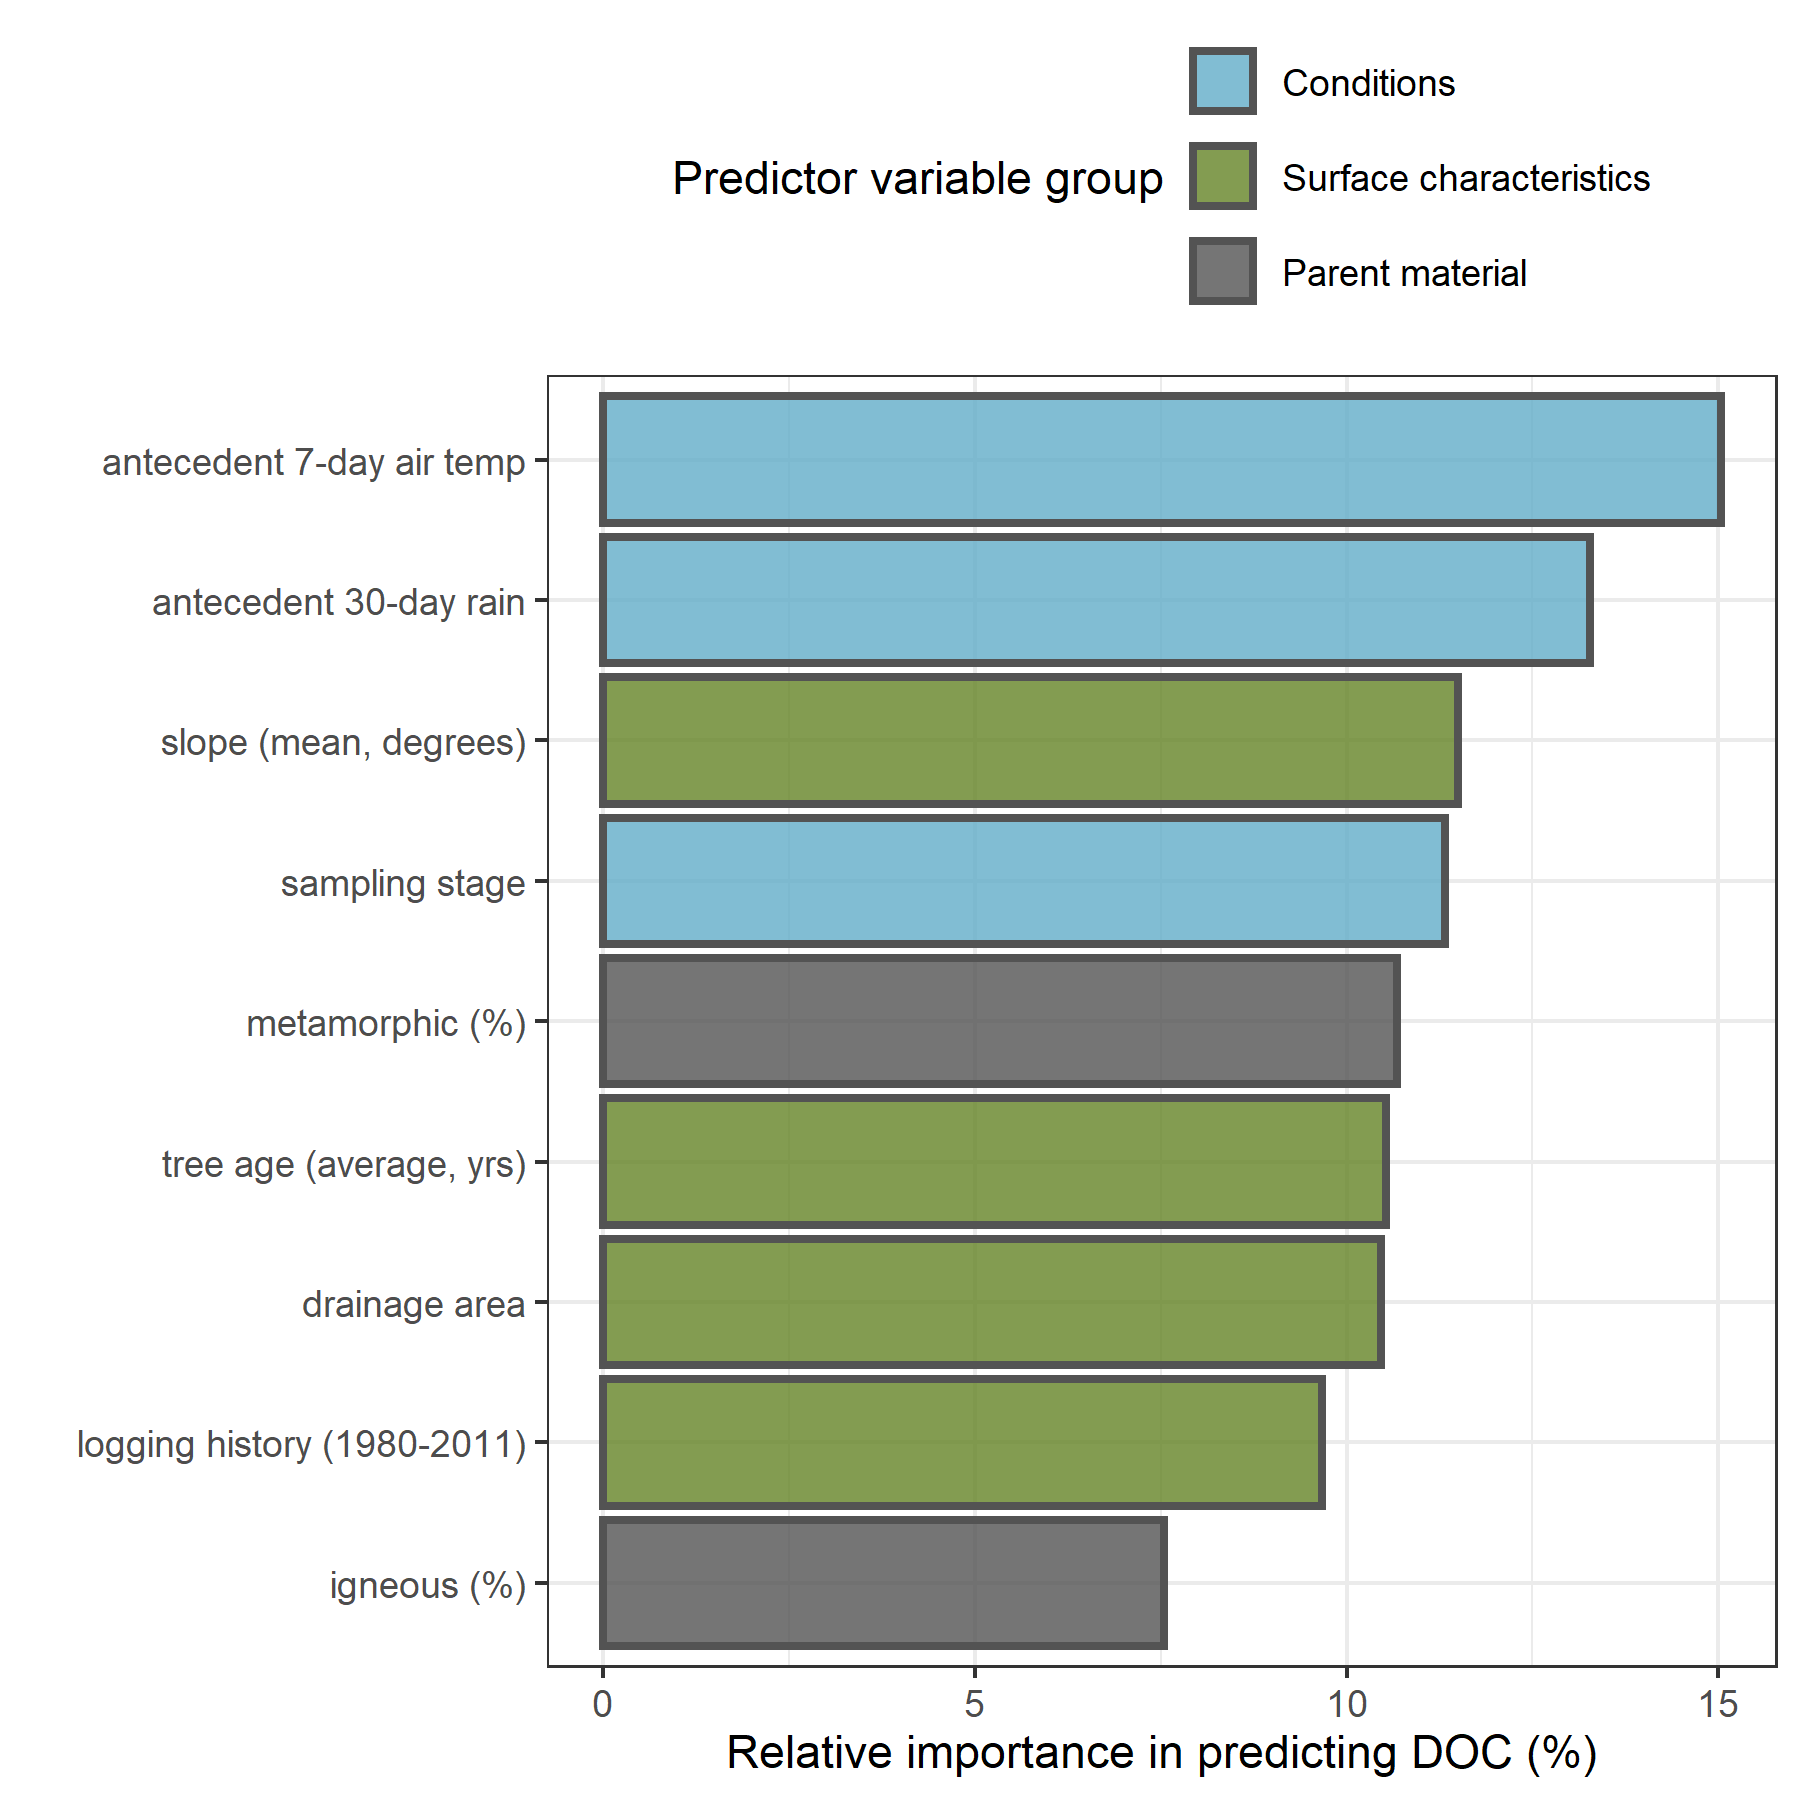 Predictor variable group
Conditions
Surface characteristics
Parent material
antecedent 7-day air temp
antecedent 30-day rain
slope (mean, degrees)
sampling stage
metamorphic (%)
tree age (average, yrs)
drainage area
logging history (1980-2011)
igneous (%)
0 5 10 15
Relative importance in predicting DOC (%)